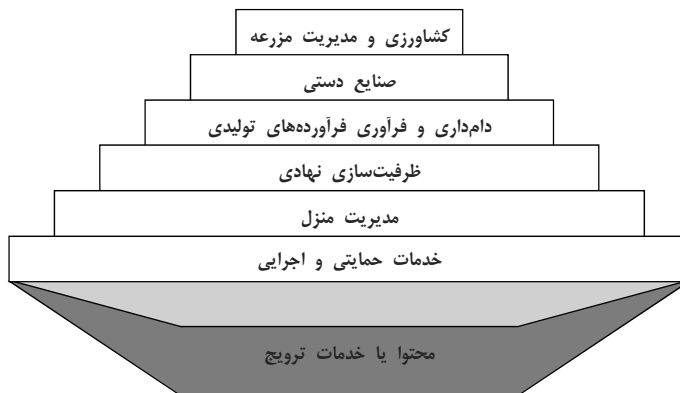 کشاورزی و مدیریت مزرعه
صنایع دستی
دام‌داری و فرآوری فرآورده‌های تولیدی
ظرفیت‌سازی نهادی
مدیریت منزل
خدمات حمایتی و اجرایی
محتوا یا خدمات ترویج